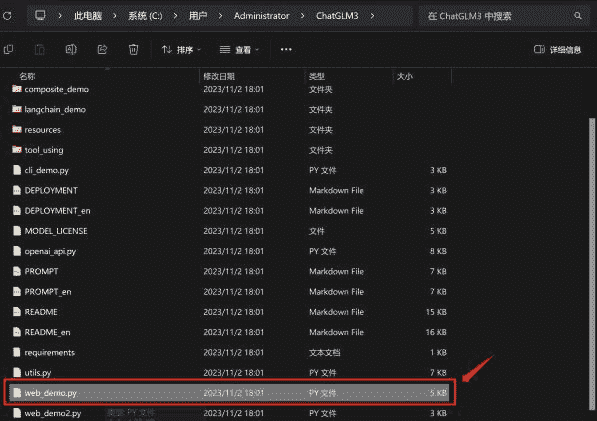 此电脑 > 系统 (C:) > 用户 > Administrator > ChatGLM3 > 在 ChatGLM3 中搜索
排序 查看 ••• 详细信息
名称 修改日期 类型 大小
composite_demo 2023/11/2 18:01 文件夹
langchain_demo 2023/11/2 18:01 文件夹
resources 2023/11/2 18:01 文件夹
tool_using 2023/11/2 18:01 文件夹
cli_demo.py 2023/11/2 18:01 PY 文件 3 KB
DEPLOYMENT 2023/11/2 18:01 Markdown File 3 KB
DEPLOYMENT_en 2023/11/2 18:01 Markdown File 3 KB
MODEL_LICENSE 2023/11/2 18:01 文件 5 KB
openai_api.py 2023/11/2 18:01 PY 文件 8 KB
PROMPT 2023/11/2 18:01 Markdown File 7 KB
PROMPT_en 2023/11/2 18:01 Markdown File 7 KB
README 2023/11/2 18:01 Markdown File 15 KB
README_en 2023/11/2 18:01 Markdown File 16 KB
requirements 2023/11/2 18:01 文本文档 1 KB
utils.py 2023/11/2 18:01 PY 文件 7 KB
web_demo.py 2023/11/2 18:01 PY 文件 5 KB
web_demo2.py 类型: PY 文件 2023/11/2 18:01 PY 文件 3 KB